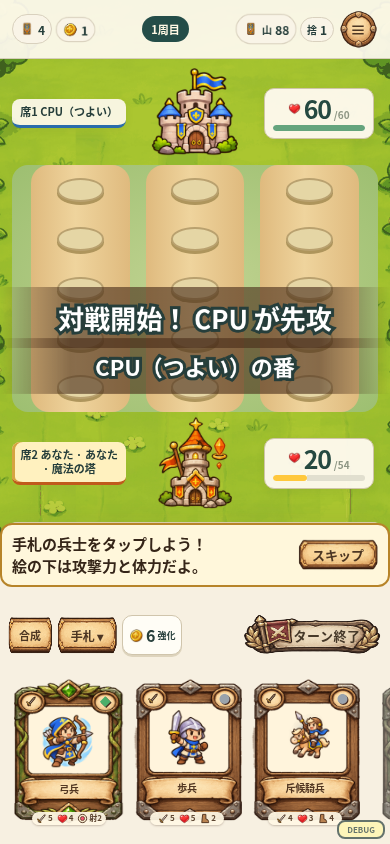 4
1
1周目
山 88
捨 1
席1 CPU（つよい）
60 /60
対戦開始！ CPU が先攻
CPU（つよい）の番
席2 あなた・あなた
・魔法の塔
20 /54
手札の兵士をタップしよう！
絵の下は攻撃力と体力だよ。
スキップ
合成
手札▼
6 強化
ターン終了
弓兵
5 4 射2
歩兵
5 5 2
斥候騎兵
4 3 4
DEBUG